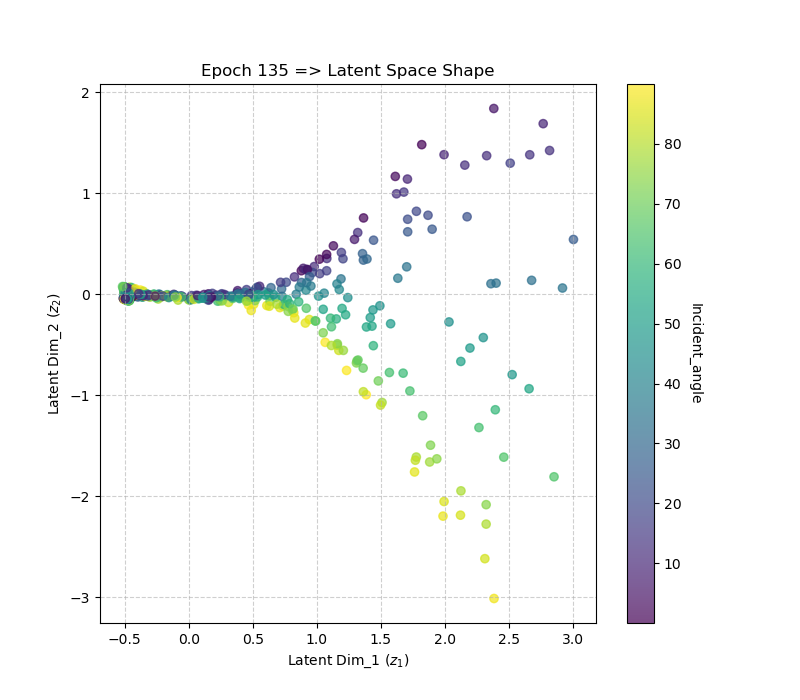 Epoch 135 => Latent Space Shape
2
1
0
−1
−2
−3
Latent Dim_2 (z₂)
−0.5 0.0 0.5 1.0 1.5 2.0 2.5 3.0
Latent Dim_1 (z₁)
80
70
60
50
40
30
20
10
Incident_angle